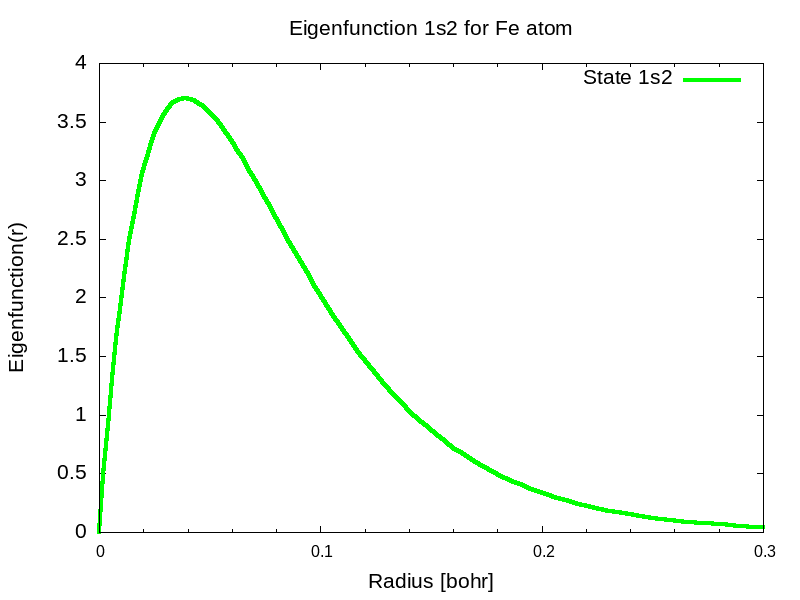 Eigenfunction 1s2 for Fe atom
State 1s2
4
3.5
3
2.5
2
1.5
1
0.5
0
Eigenfunction(r)
0 0.1 0.2 0.3
Radius [bohr]